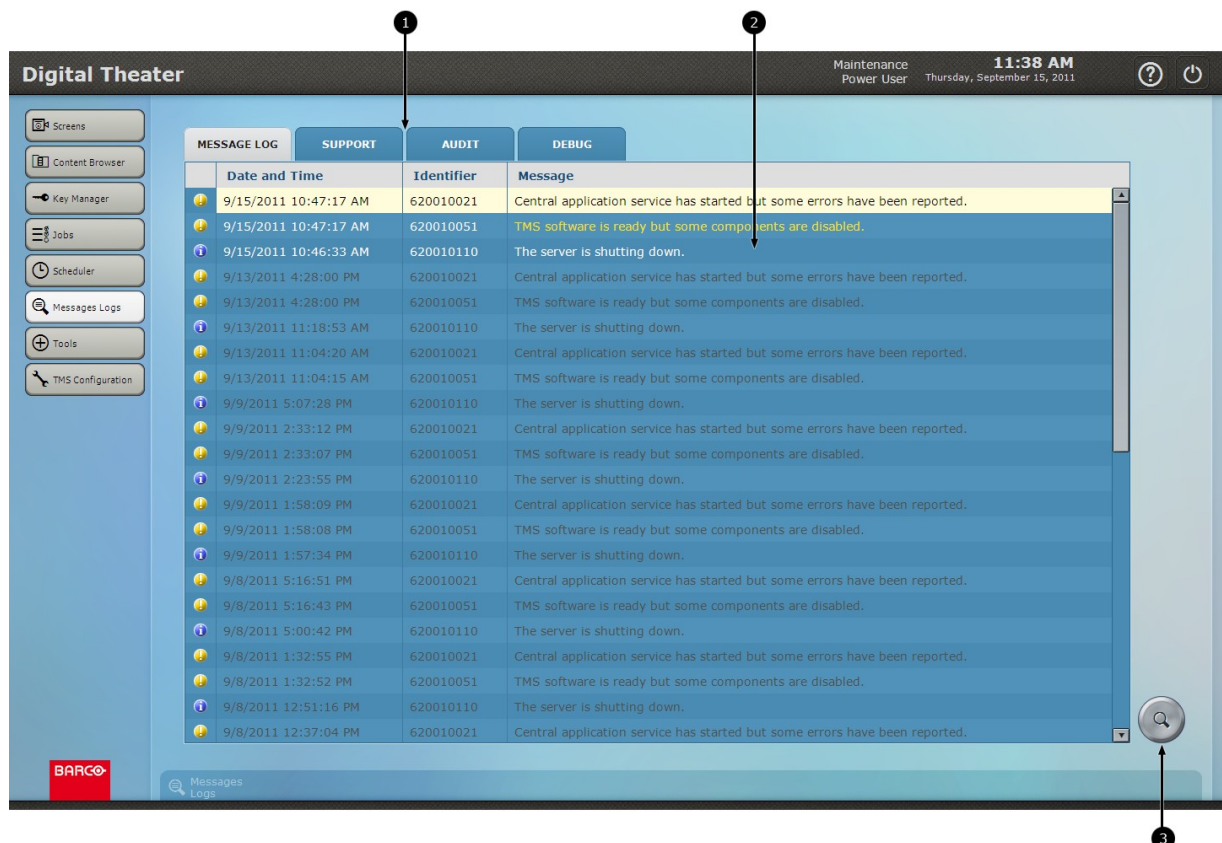 1
2
Digital Theater
Maintenance
Power User
11:38 AM
Thursday, September 15, 2011
?
Screens
Content Browser
Key Manager
Jobs
Scheduler
Messages Logs
Tools
TMS Configuration
MESSAGE LOG SUPPORT AUDIT DEBUG
Date and Time Identifier Message
9/15/2011 10:47:17 AM 620010021 Central application service has started but some errors have been reported.
9/15/2011 10:47:17 AM 620010051 TMS software is ready but some components are disabled.
9/15/2011 10:46:33 AM 620010110 The server is shutting down.
9/13/2011 4:28:00 PM 620010021 Central application service has started but some errors have been reported.
9/13/2011 4:28:00 PM 620010051 TMS software is ready but some components are disabled.
9/13/2011 11:18:53 AM 620010110 The server is shutting down.
9/13/2011 11:04:20 AM 620010021 Central application service has started but some errors have been reported.
9/13/2011 11:04:15 AM 620010051 TMS software is ready but some components are disabled.
9/9/2011 5:07:28 PM 620010110 The server is shutting down.
9/9/2011 2:33:12 PM 620010021 Central application service has started but some errors have been reported.
9/9/2011 2:33:07 PM 620010051 TMS software is ready but some components are disabled.
9/9/2011 2:23:55 PM 620010110 The server is shutting down.
9/9/2011 1:58:09 PM 620010021 Central application service has started but some errors have been reported.
9/9/2011 1:58:08 PM 620010051 TMS software is ready but some components are disabled.
9/9/2011 1:57:34 PM 620010110 The server is shutting down.
9/8/2011 5:16:51 PM 620010021 Central application service has started but some errors have been reported.
9/8/2011 5:16:43 PM 620010051 TMS software is ready but some components are disabled.
9/8/2011 5:00:42 PM 620010110 The server is shutting down.
9/8/2011 1:32:55 PM 620010021 Central application service has started but some errors have been reported.
9/8/2011 1:32:52 PM 620010051 TMS software is ready but some components are disabled.
9/8/2011 12:51:16 PM 620010110 The server is shutting down.
9/8/2011 12:37:04 PM 620010021 Central application service has started but some errors have been reported.
BARCO
Messages
Logs
3